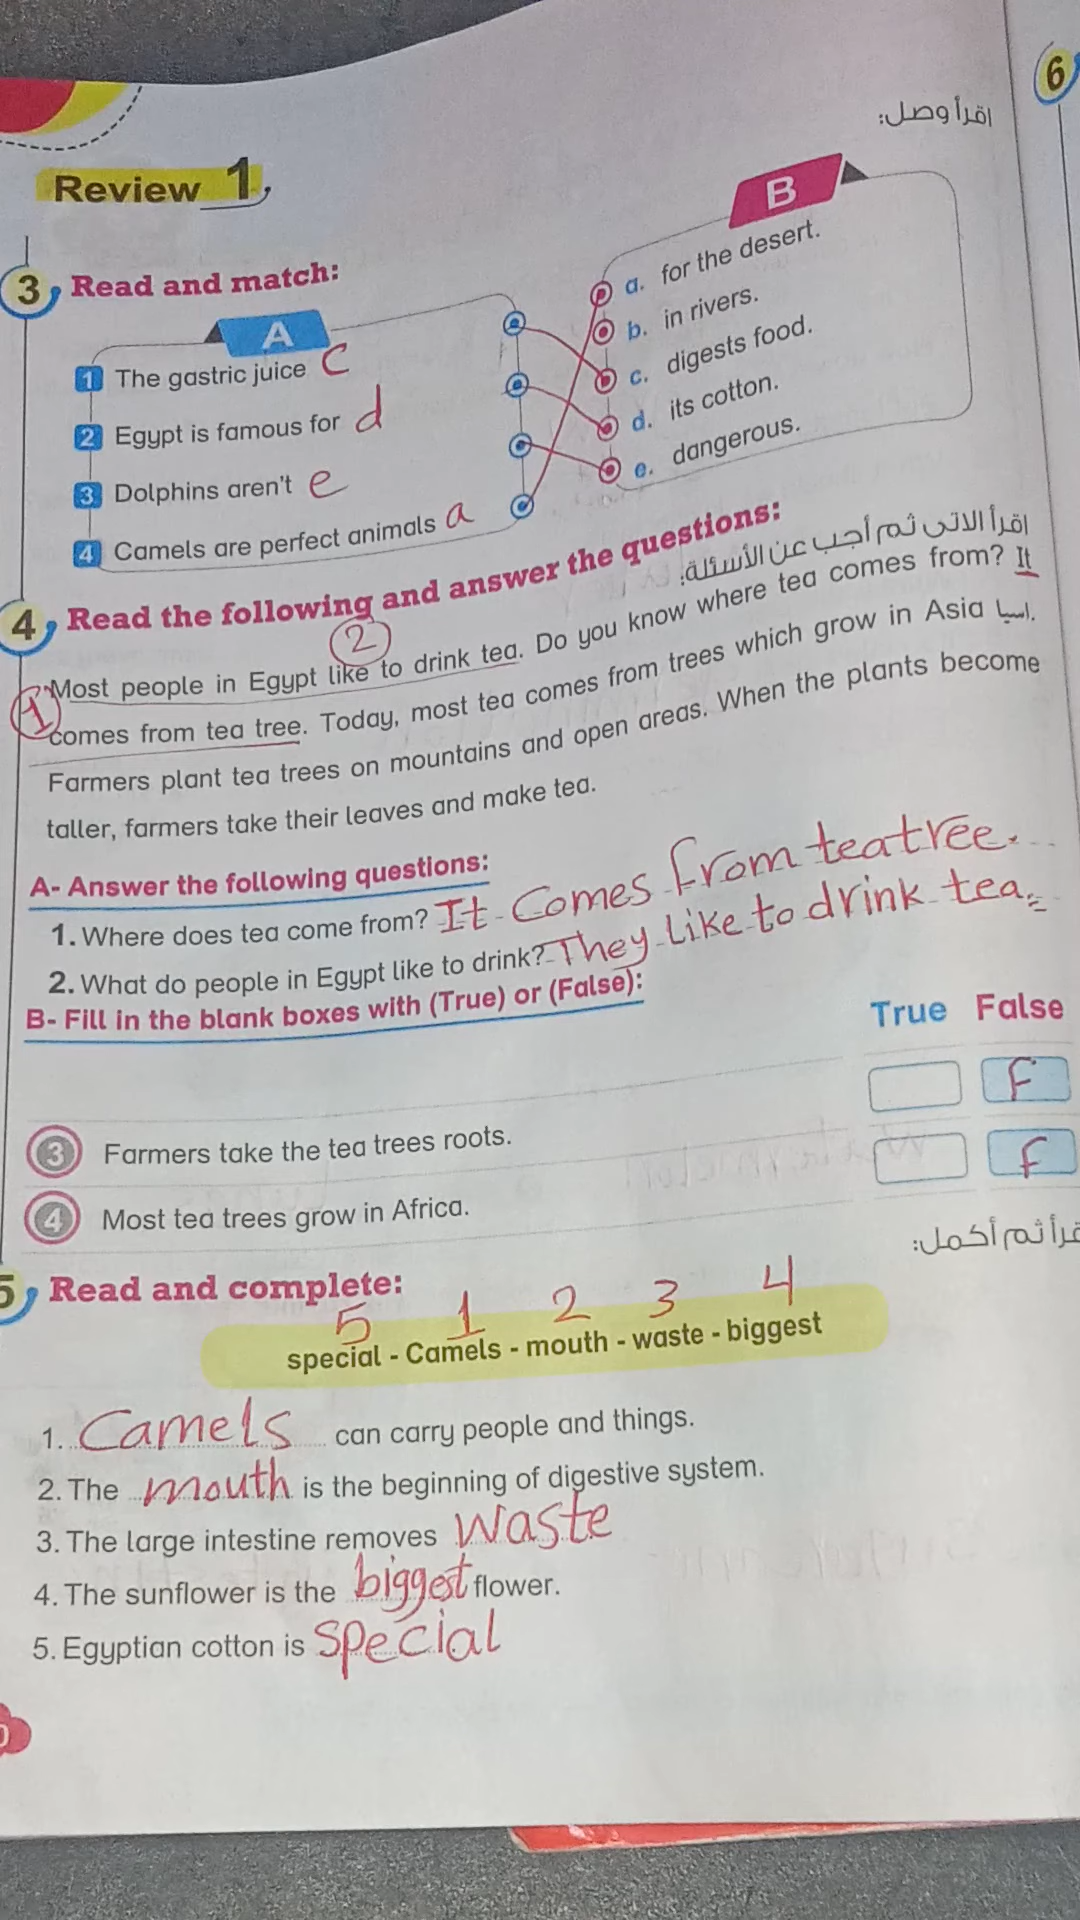 6
اقرأ وصل:
Review 1
3 Read and match:
A
1 The gastric juice c
2 Egypt is famous for d
3 Dolphins aren't e
4 Camels are perfect animals a
B
a. for the desert.
b. in rivers.
c. digests food.
d. its cotton.
e. dangerous.
4 Read the following and answer the questions:
اقرأ الاتى ثم أجب عن الأسئلة:
2
1
Most people in Egypt like to drink tea. Do you know where tea comes from? It
comes from tea tree. Today, most tea comes from trees which grow in Asia اسيا.
Farmers plant tea trees on mountains and open areas. When the plants become
taller, farmers take their leaves and make tea.
A- Answer the following questions:
1. Where does tea come from? It Comes from tea tree.
2. What do people in Egypt like to drink? They Like to drink tea.
B- Fill in the blank boxes with (True) or (False):
True False
F
3 Farmers take the tea trees roots.
F
4 Most tea trees grow in Africa.
قرأ ثم أكمل:
5 Read and complete:
5 1 2 3 4
special - Camels - mouth - waste - biggest
1. Camels can carry people and things.
2. The mouth is the beginning of digestive system.
3. The large intestine removes waste
4. The sunflower is the biggest flower.
5. Egyptian cotton is special
0